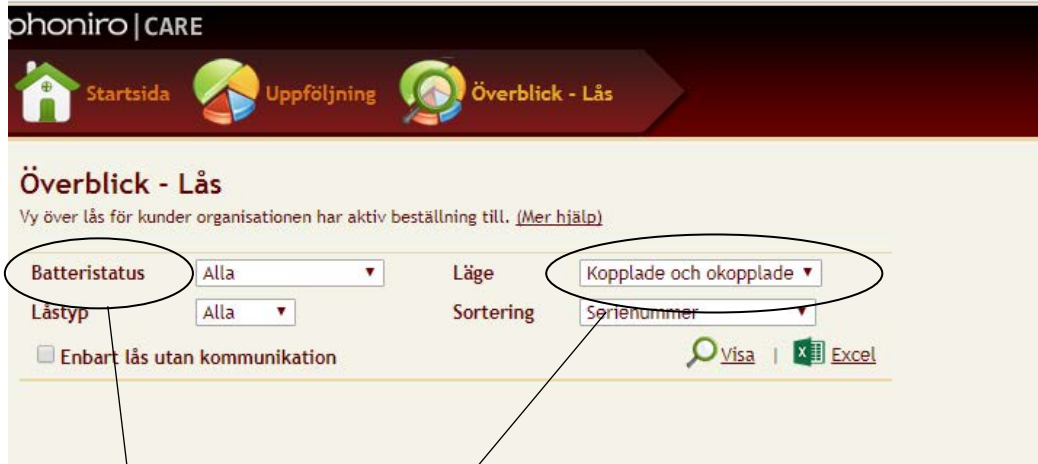 phoniro | CARE
Startsida Uppföljning Överblick - Lås
Överblick - Lås
Vy över lås för kunder organisationen har aktiv beställning till. (Mer hjälp)
Batteristatus Alla Läge Kopplade och okopplade
Låstyp Alla Sortering Serienummer
Enbart lås utan kommunikation Visa | Excel